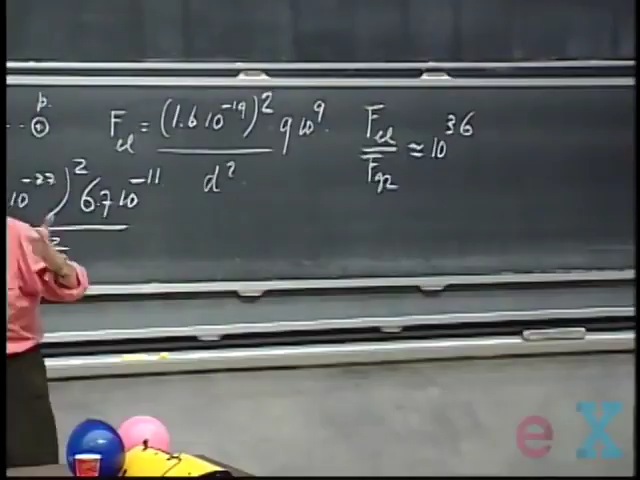 p.
F_el = (1.6 10^-19)^2 9 10^9 / d^2
F_el / F_gr ≈ 10^36
10^-27)^2 6.7 10^-11
2
eX